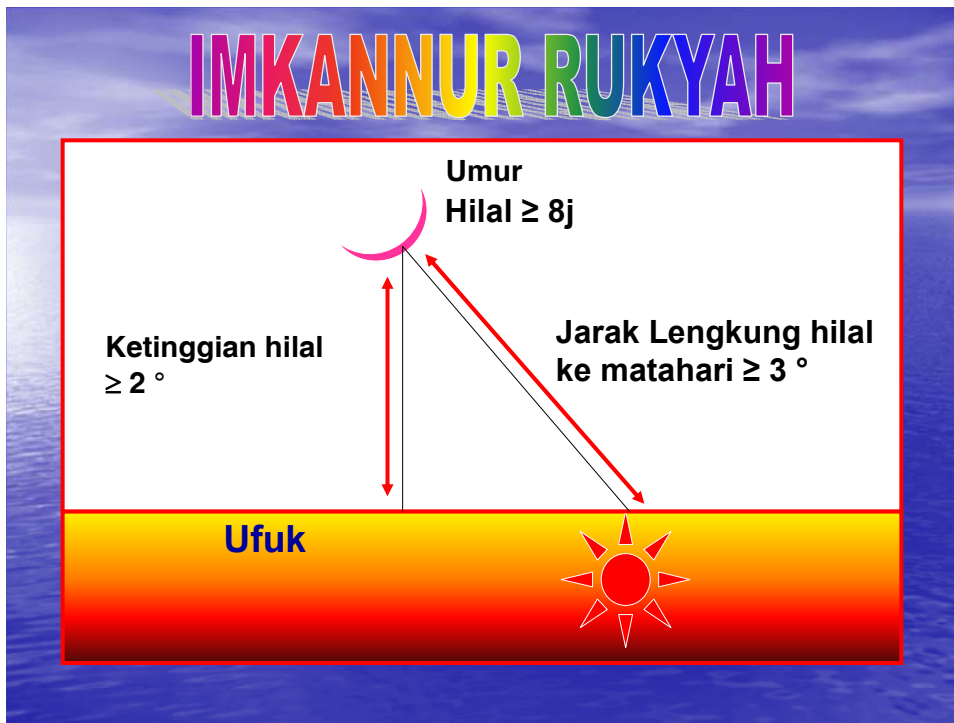 IMKANNUR RUKYAH
Umur
Hilal ≥ 8j
Ketinggian hilal
≥ 2 °
Jarak Lengkung hilal
ke matahari ≥ 3 °
Ufuk